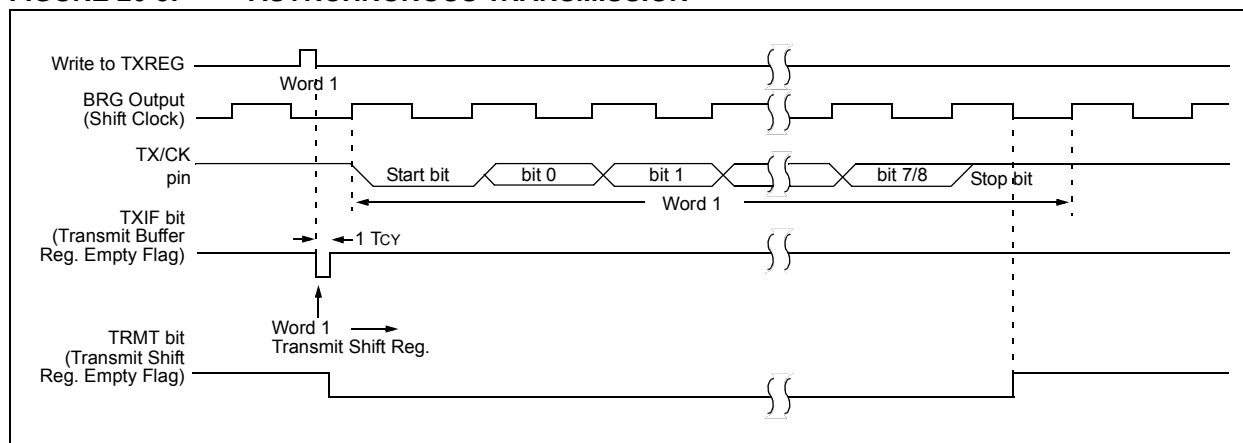 Write to TXREG
Word 1
BRG Output
(Shift Clock)
TX/CK
pin
Start bit
bit 0
bit 1
bit 7/8
Stop bit
Word 1
TXIF bit
(Transmit Buffer
Reg. Empty Flag)
1 TCY
Word 1
Transmit Shift Reg.
TRMT bit
(Transmit Shift
Reg. Empty Flag)